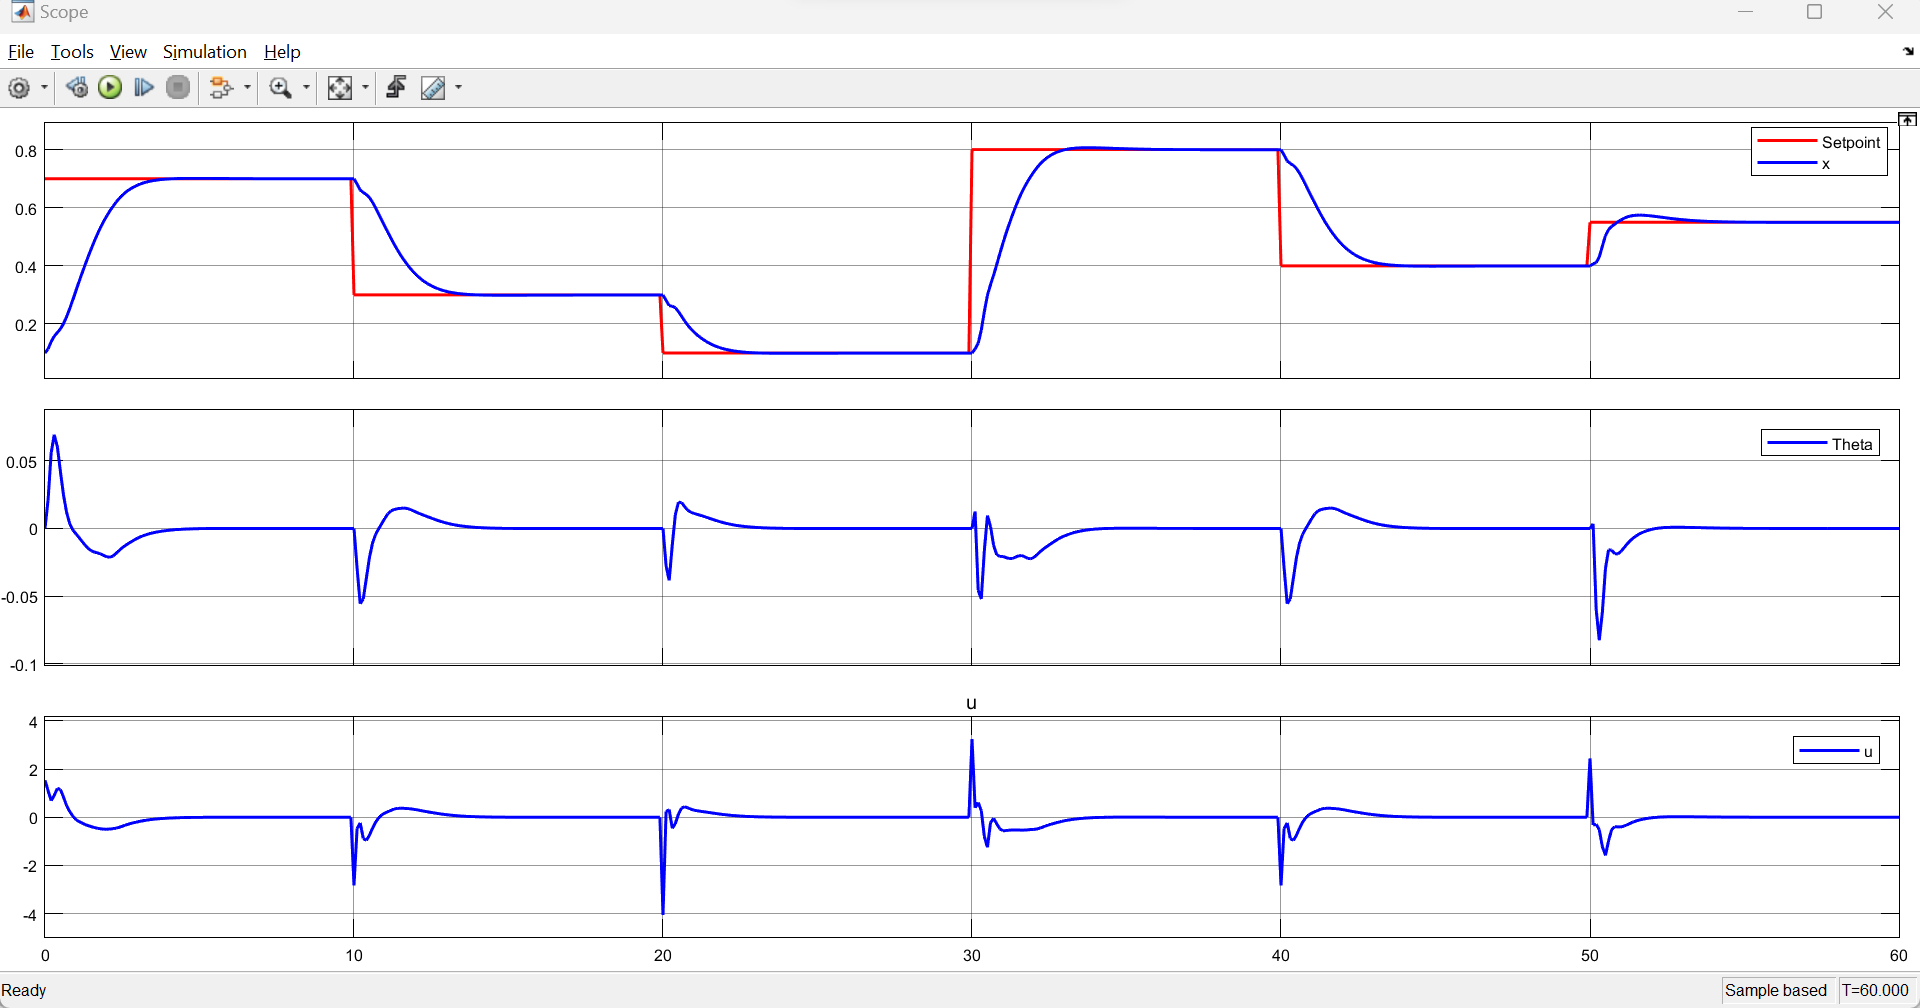 Scope
File Tools View Simulation Help
0.8
0.6
0.4
0.2
Setpoint
x
0.05
0
-0.05
-0.1
Theta
u
4
2
0
-2
-4
u
0 10 20 30 40 50 60
Ready Sample based T=60.000